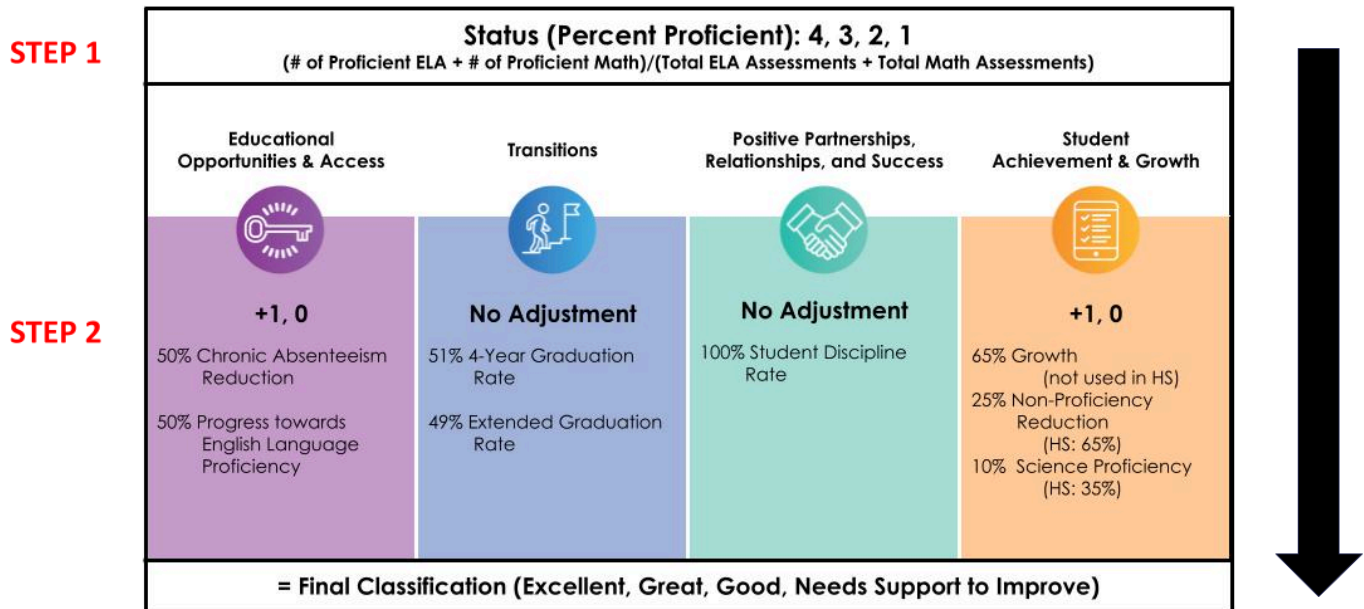 STEP 1
Status (Percent Proficient): 4, 3, 2, 1
(# of Proficient ELA + # of Proficient Math)/(Total ELA Assessments + Total Math Assessments)
STEP 2
Educational
Opportunities & Access
+1, 0
50% Chronic Absenteeism
Reduction
50% Progress towards
English Language
Proficiency
Transitions
No Adjustment
51% 4-Year Graduation
Rate
49% Extended Graduation
Rate
Positive Partnerships,
Relationships, and Success
No Adjustment
100% Student Discipline
Rate
Student
Achievement & Growth
+1, 0
65% Growth
(not used in HS)
25% Non-Proficiency
Reduction
(HS: 65%)
10% Science Proficiency
(HS: 35%)
= Final Classification (Excellent, Great, Good, Needs Support to Improve)